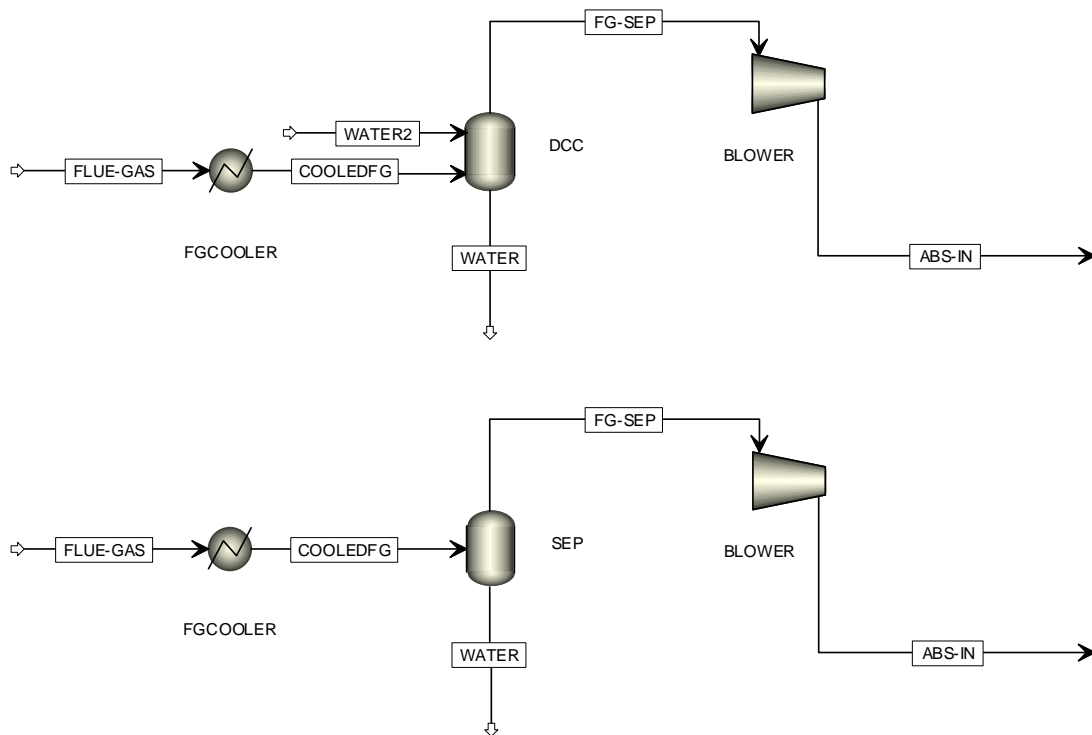 FG-SEP
WATER2
DCC
BLOWER
FLUE-GAS
COOLEDFG
FGCOOLER
WATER
ABS-IN
FG-SEP
FLUE-GAS
COOLEDFG
SEP
BLOWER
FGCOOLER
WATER
ABS-IN